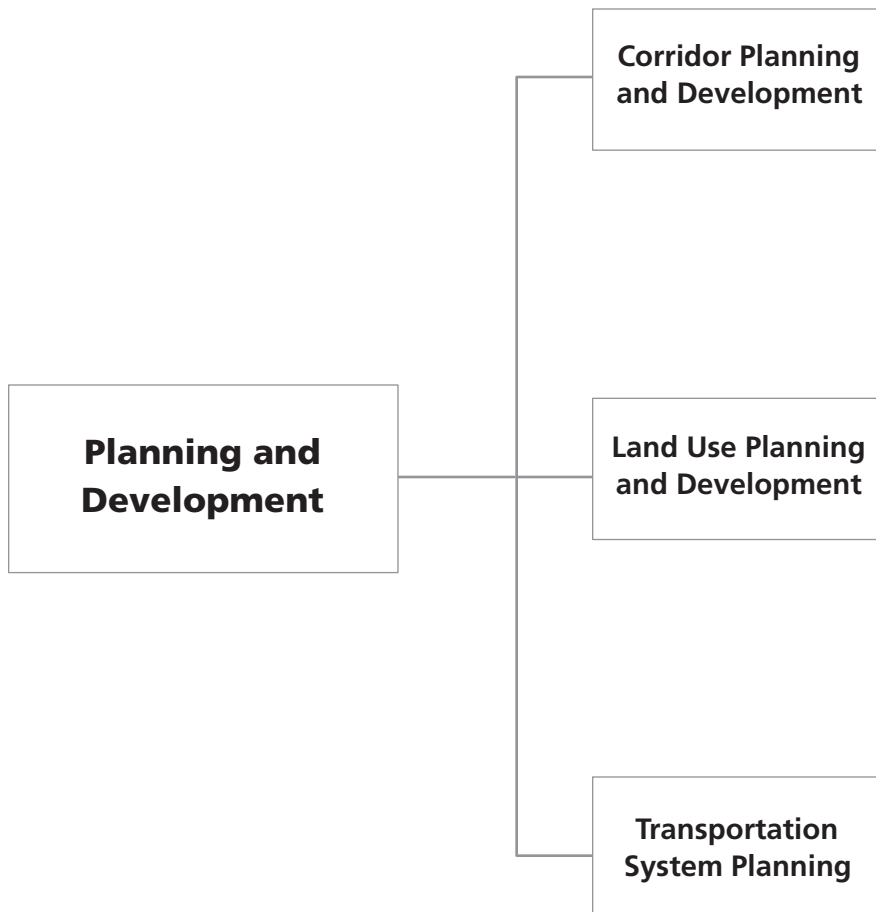 Corridor Planning
and Development
Planning and
Development
Land Use Planning
and Development
Transportation
System Planning